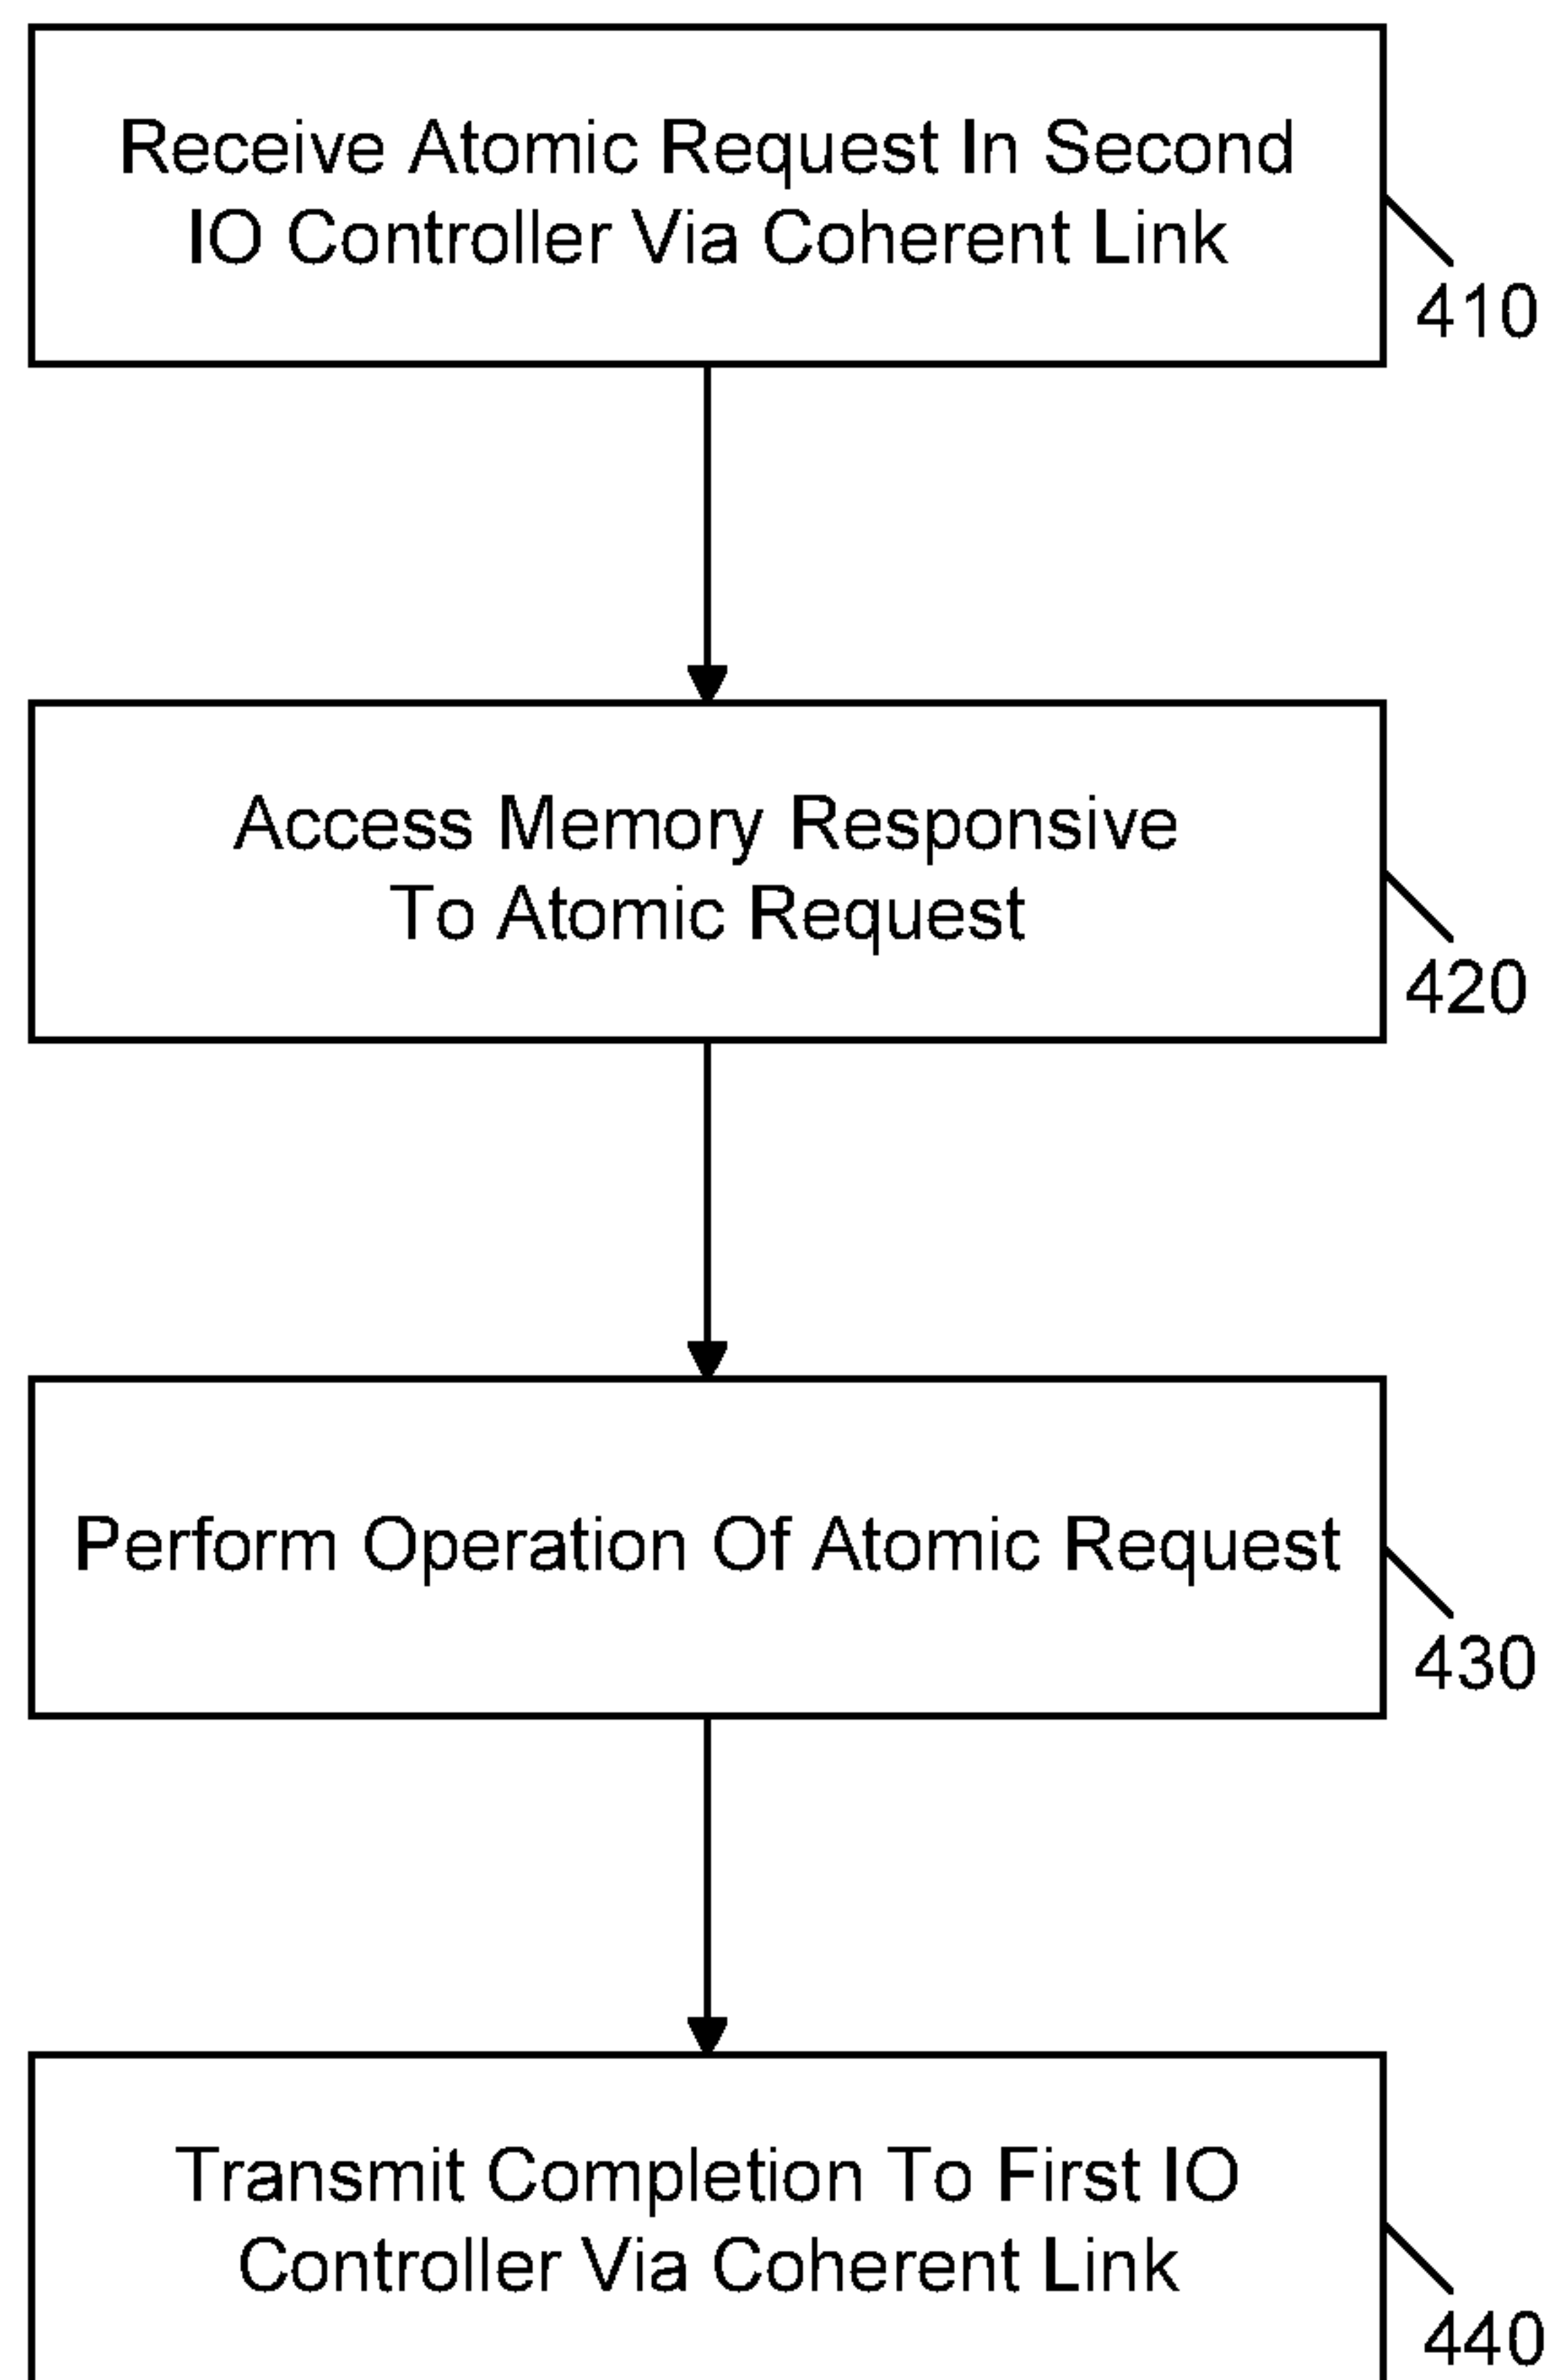 Receive Atomic Request In Second
IO Controller Via Coherent Link
410
Access Memory Responsive
To Atomic Request
420
Perform Operation Of Atomic Request
430
Transmit Completion To First IO
Controller Via Coherent Link
440